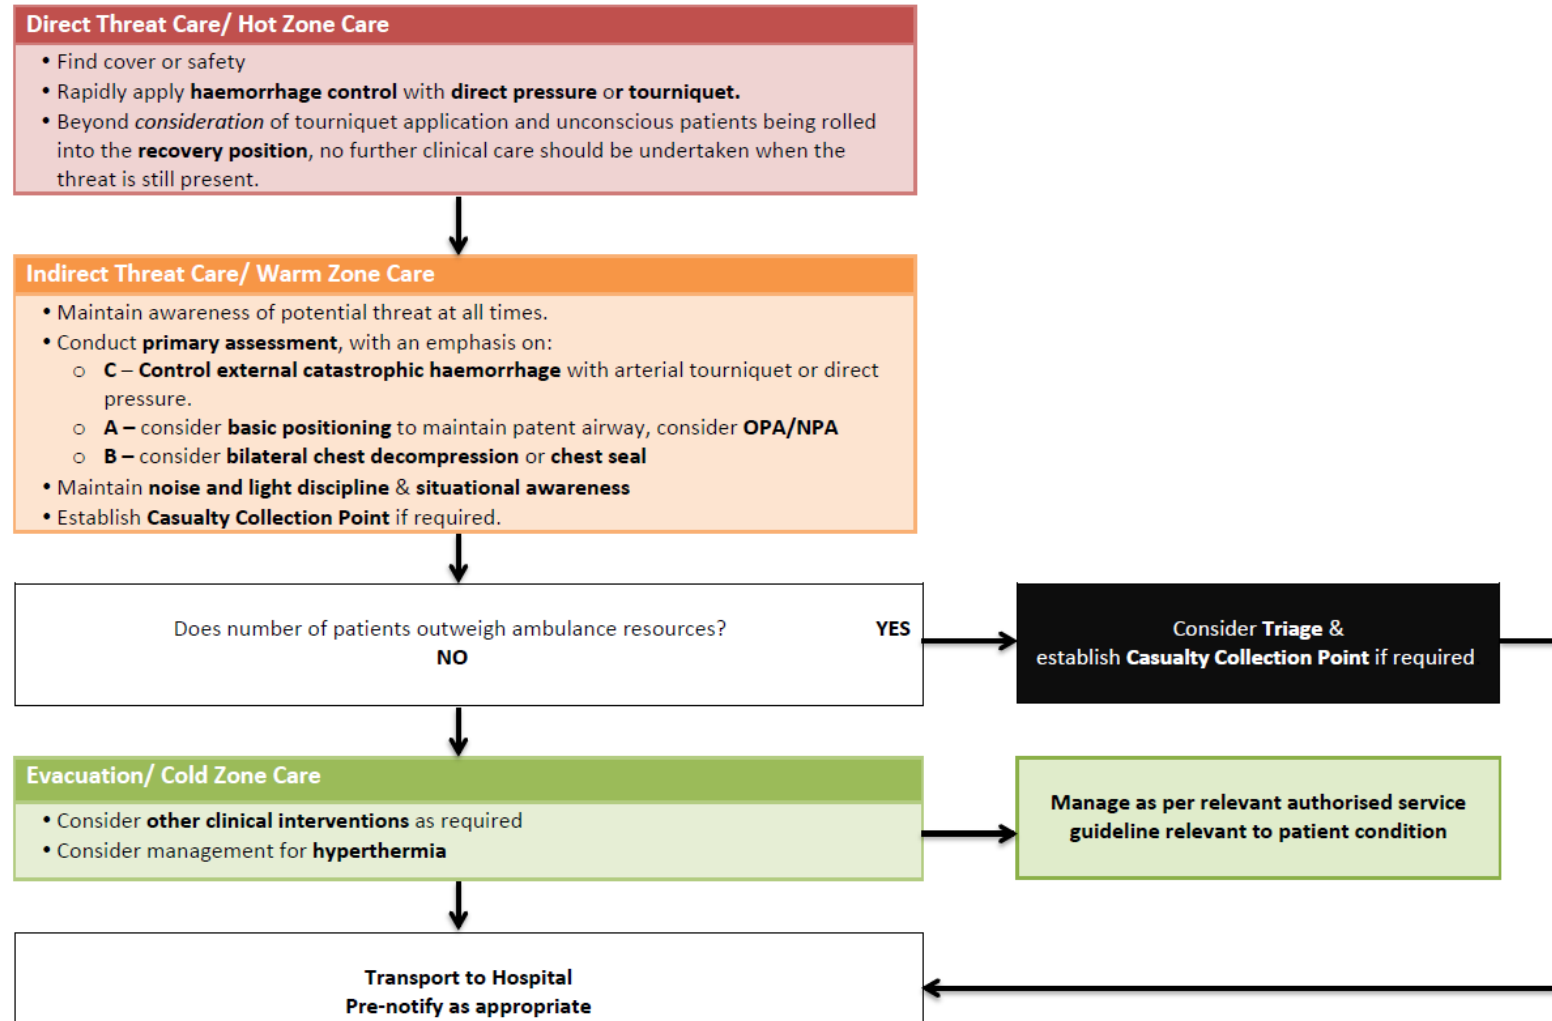 Direct Threat Care/ Hot Zone Care
• Find cover or safety
• Rapidly apply haemorrhage control with direct pressure or tourniquet.
• Beyond consideration of tourniquet application and unconscious patients being rolled
into the recovery position, no further clinical care should be undertaken when the
threat is still present.
Indirect Threat Care/ Warm Zone Care
• Maintain awareness of potential threat at all times.
• Conduct primary assessment, with an emphasis on:
o C – Control external catastrophic haemorrhage with arterial tourniquet or direct
pressure.
o A – consider basic positioning to maintain patent airway, consider OPA/NPA
o B – consider bilateral chest decompression or chest seal
• Maintain noise and light discipline & situational awareness
• Establish Casualty Collection Point if required.
Does number of patients outweigh ambulance resources? YES
NO
Consider Triage &
establish Casualty Collection Point if required
Evacuation/ Cold Zone Care
• Consider other clinical interventions as required
• Consider management for hyperthermia
Manage as per relevant authorised service
guideline relevant to patient condition
Transport to Hospital
Pre-notify as appropriate